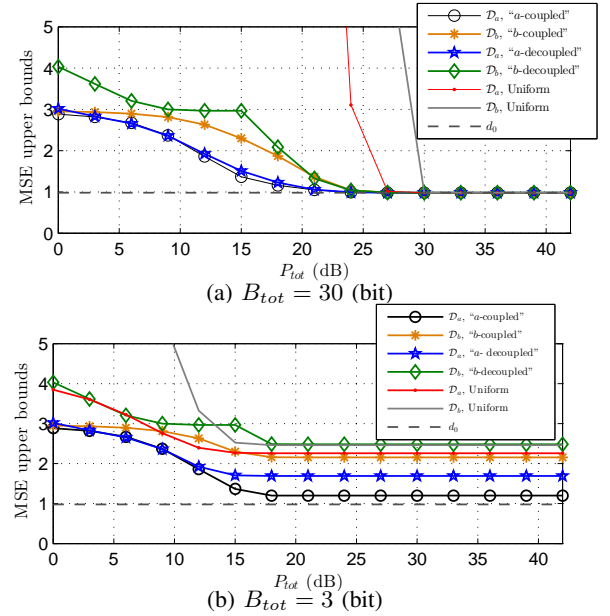 5
4
3
2
1
0
MSE upper bounds
0
5
10
15
20
25
30
35
40
P_tot (dB)
𝒟_a, “a-coupled”
𝒟_b, “b-coupled”
𝒟_a, “a-decoupled”
𝒟_b, “b-decoupled”
𝒟_a, Uniform
𝒟_b, Uniform
d_0
(a) B_tot = 30 (bit)
5
4
3
2
1
0
MSE upper bounds
0
5
10
15
20
25
30
35
40
P_tot (dB)
𝒟_a, “a-coupled”
𝒟_b, “b-coupled”
𝒟_a, “a- decoupled”
𝒟_b, “b-decoupled”
𝒟_a, Uniform
𝒟_b, Uniform
d_0
(b) B_tot = 3 (bit)